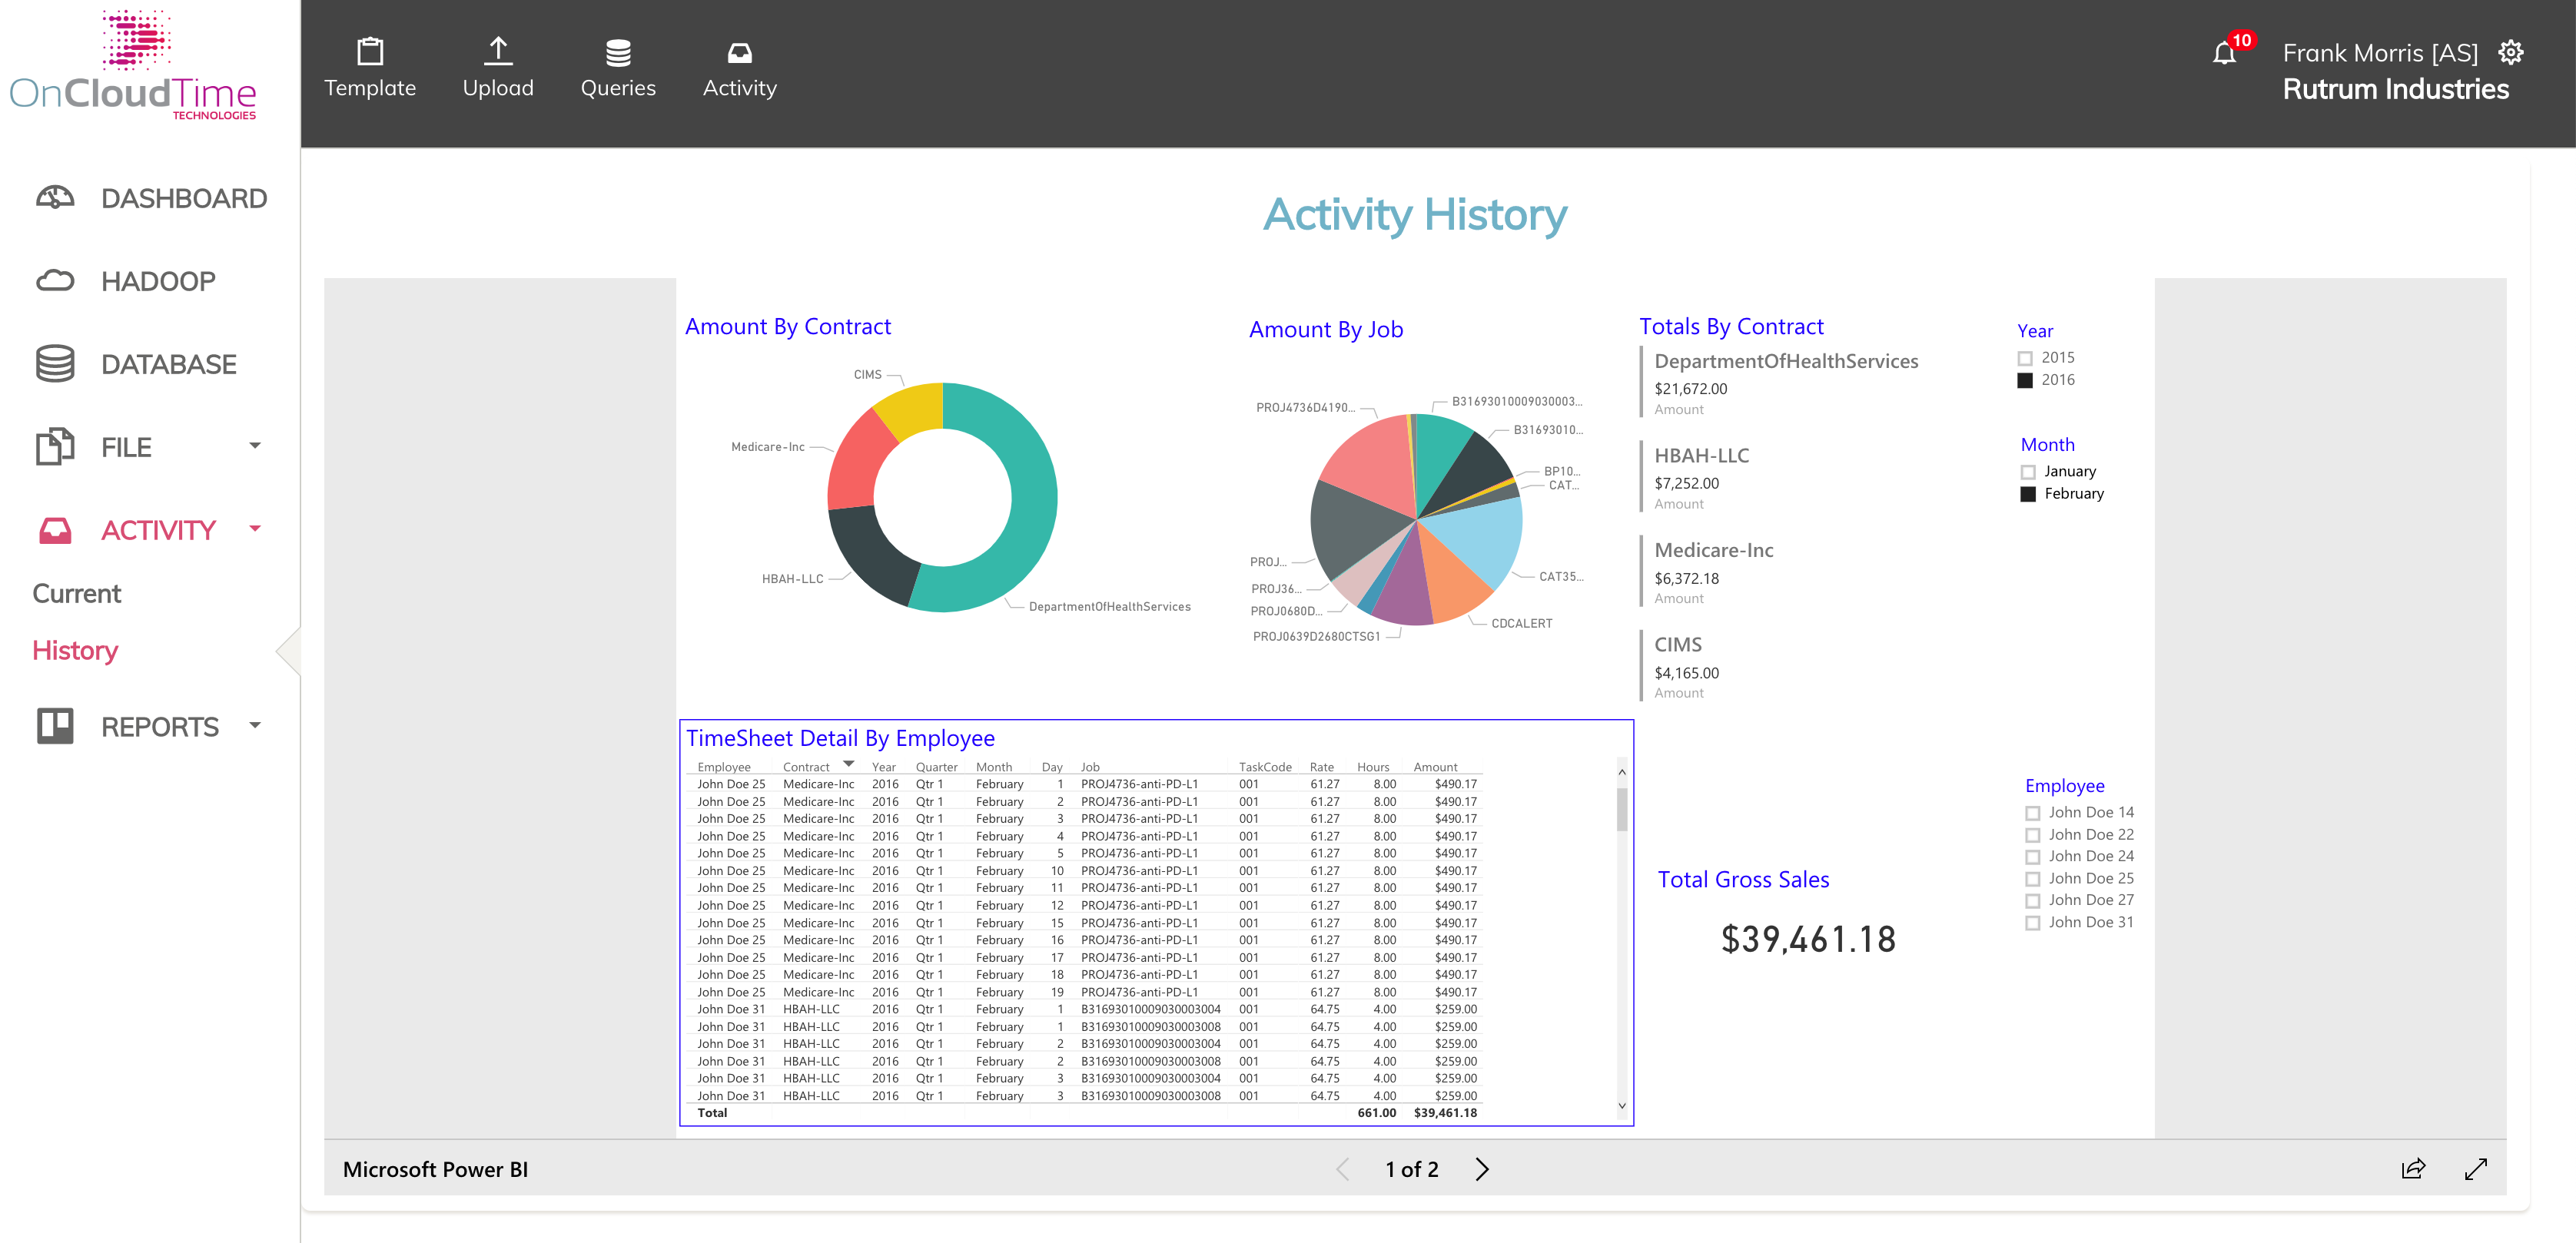 OnCloudTime
TECHNOLOGIES
Template
Upload
Queries
Activity
10
Frank Morris [AS]
Rutrum Industries
DASHBOARD
HADOOP
DATABASE
FILE
ACTIVITY
Current
History
REPORTS
Activity History
Amount By Contract
CIMS
Medicare-Inc
HBAH-LLC
DepartmentOfHealthServices
Amount By Job
PROJ4736D4190...
B31693010009030003...
B31693010...
BP10...
CAT...
CAT35...
CDCALERT
PROJ0639D2680CTSG1
PROJ0680D...
PROJ36...
PROJ...
Totals By Contract
DepartmentOfHealthServices
$21,672.00
Amount
HBAH-LLC
$7,252.00
Amount
Medicare-Inc
$6,372.18
Amount
CIMS
$4,165.00
Amount
Year
2015
2016
Month
January
February
TimeSheet Detail By Employee
Employee Contract Year Quarter Month Day Job TaskCode Rate Hours Amount
John Doe 25 Medicare-Inc 2016 Qtr 1 February 1 PROJ4736-anti-PD-L1 001 61.27 8.00 $490.17
John Doe 25 Medicare-Inc 2016 Qtr 1 February 2 PROJ4736-anti-PD-L1 001 61.27 8.00 $490.17
John Doe 25 Medicare-Inc 2016 Qtr 1 February 3 PROJ4736-anti-PD-L1 001 61.27 8.00 $490.17
John Doe 25 Medicare-Inc 2016 Qtr 1 February 4 PROJ4736-anti-PD-L1 001 61.27 8.00 $490.17
John Doe 25 Medicare-Inc 2016 Qtr 1 February 5 PROJ4736-anti-PD-L1 001 61.27 8.00 $490.17
John Doe 25 Medicare-Inc 2016 Qtr 1 February 10 PROJ4736-anti-PD-L1 001 61.27 8.00 $490.17
John Doe 25 Medicare-Inc 2016 Qtr 1 February 11 PROJ4736-anti-PD-L1 001 61.27 8.00 $490.17
John Doe 25 Medicare-Inc 2016 Qtr 1 February 12 PROJ4736-anti-PD-L1 001 61.27 8.00 $490.17
John Doe 25 Medicare-Inc 2016 Qtr 1 February 15 PROJ4736-anti-PD-L1 001 61.27 8.00 $490.17
John Doe 25 Medicare-Inc 2016 Qtr 1 February 16 PROJ4736-anti-PD-L1 001 61.27 8.00 $490.17
John Doe 25 Medicare-Inc 2016 Qtr 1 February 17 PROJ4736-anti-PD-L1 001 61.27 8.00 $490.17
John Doe 25 Medicare-Inc 2016 Qtr 1 February 18 PROJ4736-anti-PD-L1 001 61.27 8.00 $490.17
John Doe 25 Medicare-Inc 2016 Qtr 1 February 19 PROJ4736-anti-PD-L1 001 61.27 8.00 $490.17
John Doe 31 HBAH-LLC 2016 Qtr 1 February 1 B31693010009030003004 001 64.75 4.00 $259.00
John Doe 31 HBAH-LLC 2016 Qtr 1 February 1 B31693010009030003008 001 64.75 4.00 $259.00
John Doe 31 HBAH-LLC 2016 Qtr 1 February 2 B31693010009030003004 001 64.75 4.00 $259.00
John Doe 31 HBAH-LLC 2016 Qtr 1 February 2 B31693010009030003008 001 64.75 4.00 $259.00
John Doe 31 HBAH-LLC 2016 Qtr 1 February 3 B31693010009030003004 001 64.75 4.00 $259.00
John Doe 31 HBAH-LLC 2016 Qtr 1 February 3 B31693010009030003008 001 64.75 4.00 $259.00
Total 661.00 $39,461.18
Total Gross Sales
$39,461.18
Employee
John Doe 14
John Doe 22
John Doe 24
John Doe 25
John Doe 27
John Doe 31
Microsoft Power BI
1 of 2